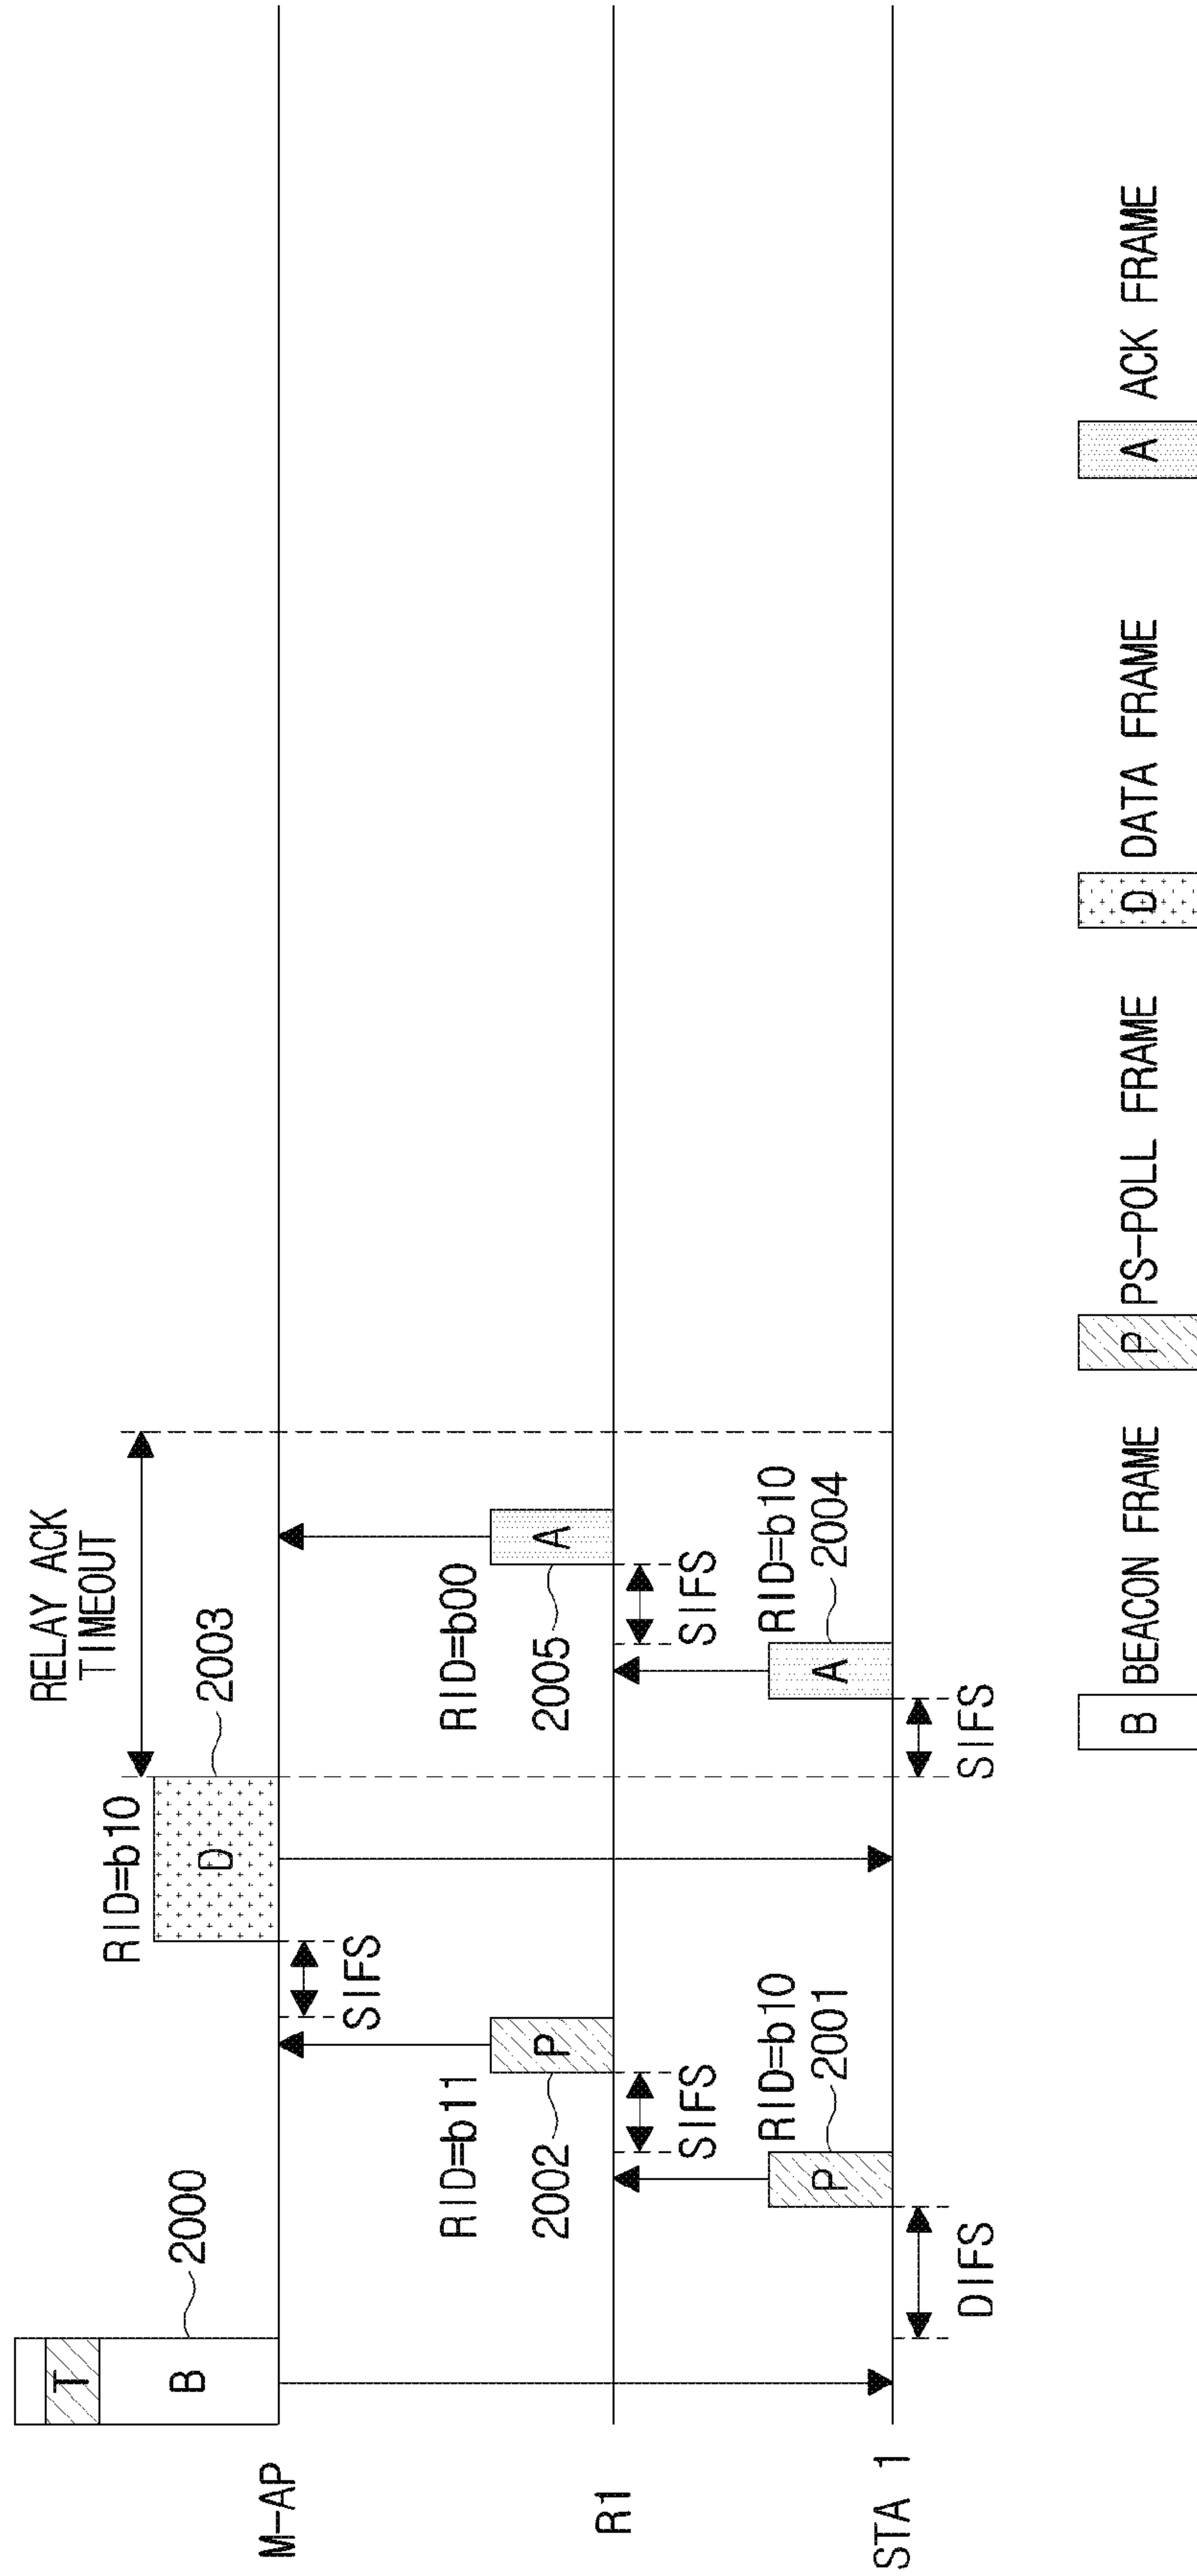 RELAY ACK
TIMEOUT
RID=b10
2003
T
B
2000
D
M-AP
SIFS
RID=b11
RID=b00
2002
P
2005
A
R1
SIFS
SIFS
RID=b10
2001
P
RID=b10
2004
A
STA 1
DIFS
SIFS
B BEACON FRAME
P PS-POLL FRAME
D DATA FRAME
A ACK FRAME